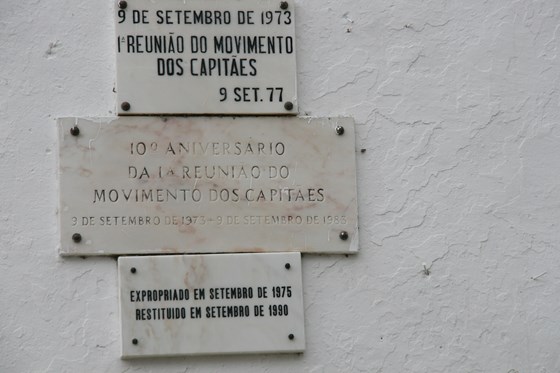 9 DE SETEMBRO DE 1973
1ª REUNIÃO DO MOVIMENTO
DOS CAPITÃES
9 SET. 77
10º ANIVERSÁRIO
DA 1ª REUNIÃO DO
MOVIMENTO DOS CAPITAES
9 DE SETEMBRO DE 1973 - 9 DE SETEMBRO DE
EXPROPRIADO EM SETEMBRO DE 1975
RESTITUIDO EM SETEMBRO DE 1990